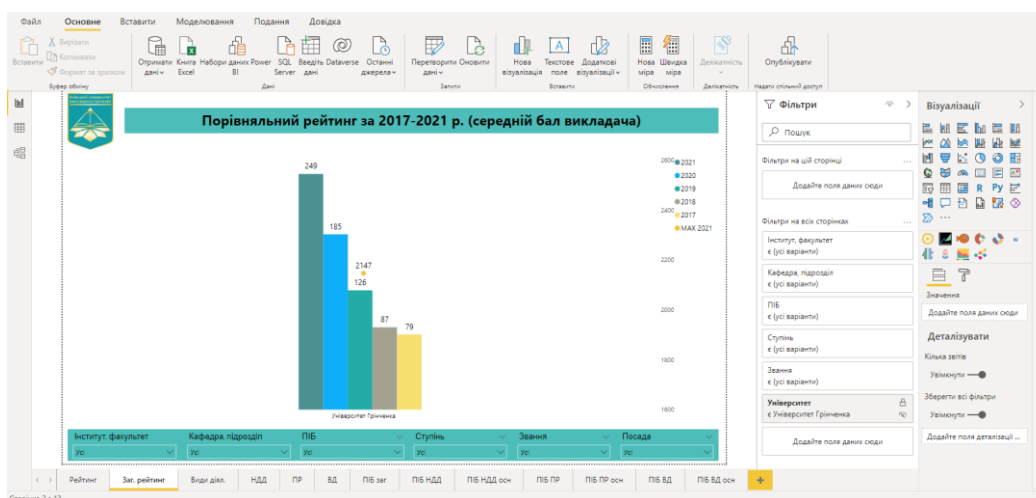 Файл Основне Вставити Моделювання Подання Довідка
Вставити
Вирізати
Копіювати
Формат за зразком
Буфер обміну
Отримати дані
Книга Excel
Набори даних Power BI
SQL Server
Введіть дані
Dataverse
Останні джерела
Дані
Перетворити дані
Оновити
Запити
Нова візуалізація
Текстове поле
Додаткові візуалізації
Вставити
Нова міра
Швидка міра
Обчислення
Делікатність
Делікатність
Опублікувати
Надати спільний доступ
Порівняльний рейтинг за 2017-2021 р. (середній бал викладача)
249
185
2147
126
87
79
Університет Грінченка
2600
2400
2200
2000
1800
1600
2021
2020
2019
2018
2017
MAX 2021
Інститут, факультет Кафедра, підрозділ ПІБ Ступінь Звання Посада
Усі Усі Усі Усі Усі Усі
Фільтри
Пошук
Фільтри на цій сторінці ...
Додайте поля даних сюди
Фільтри на всіх сторінках ...
Інститут, факультет
є (усі варіанти)
Кафедра, підрозділ
є (усі варіанти)
ПІБ
є (усі варіанти)
Ступінь
є (усі варіанти)
Звання
є (усі варіанти)
Університет
є Університет Грінченка
Додайте поля даних сюди
Візуалізації
R Py
...
Значення
Додайте поля даних сюди
Деталізувати
Кілька звітів
Увімкнути
Зберегти всі фільтри
Увімкнути
Додайте поля деталізації ...
Рейтинг Заг. рейтинг Види діял. НДД ПР ВД ПІБ заг ПІБ НДД ПІБ НДД осн ПІБ ПР ПІБ ПР осн ПІБ ВД ПІБ ВД осн +